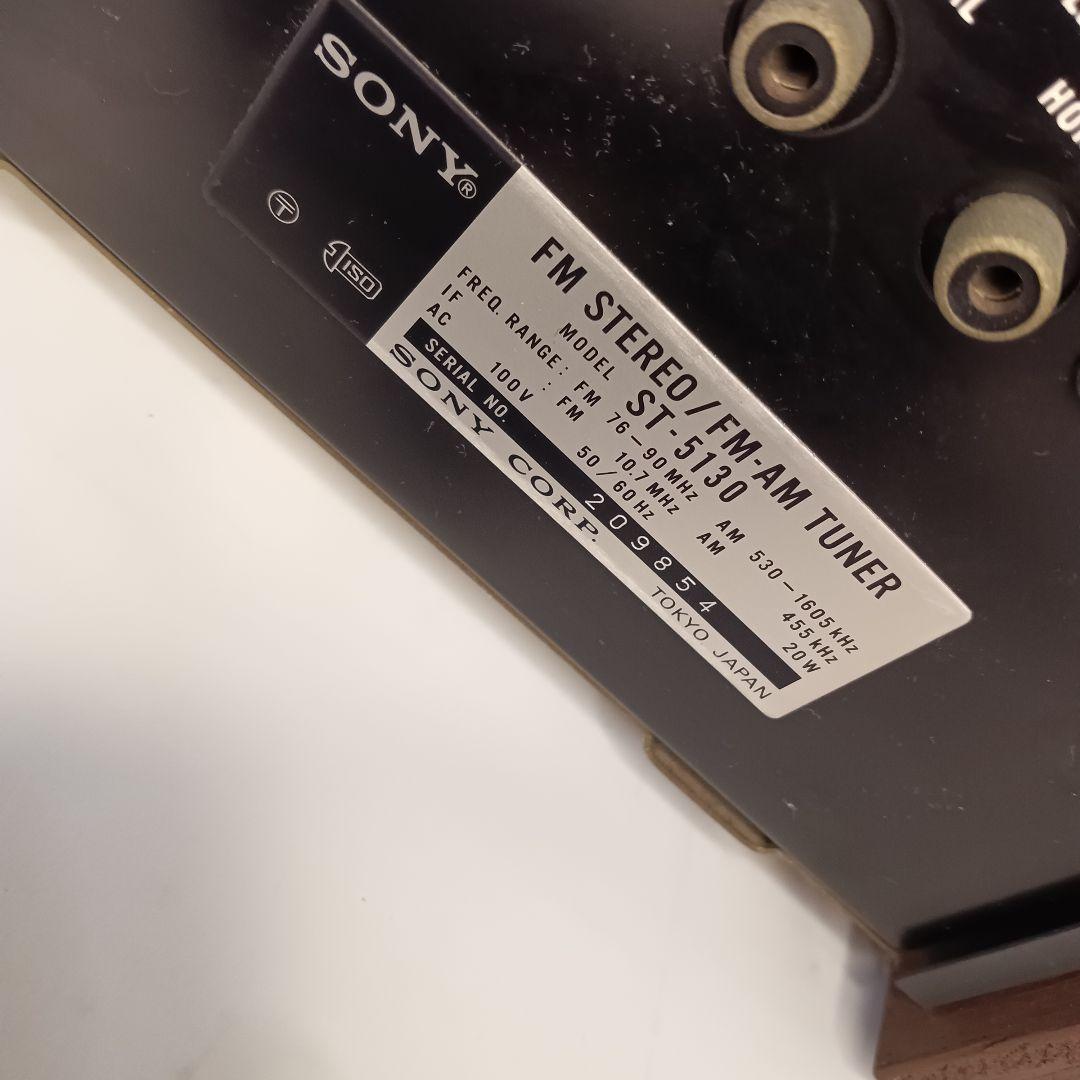 SONY®
T
JISO
FM STEREO/FM-AM TUNER
MODEL ST-5130
FREQ. RANGE: FM 76-90MHz AM 530-1605kHz
IF : FM 10.7MHz AM 455kHz
AC 100V 50/60Hz 20W
SERIAL NO. 209854
SONY CORP. TOKYO JAPAN